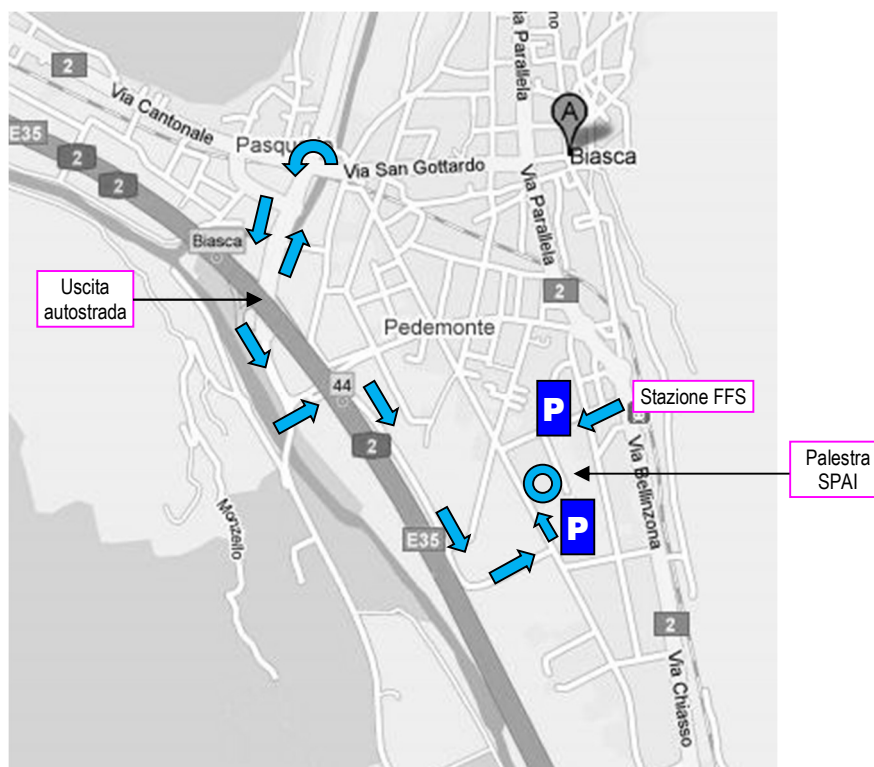 Via Parallela
2
Via Cantonale
E35
2
2
Pasqu
A
Via San Gottardo
Biasca
Via Parallela
Biasca
Uscita
autostrada
2
Pedemonte
44
P
Stazione FFS
2
Via Bellinzona
Palestra
SPAI
Monzello
E35
P
2
Via Chiasso